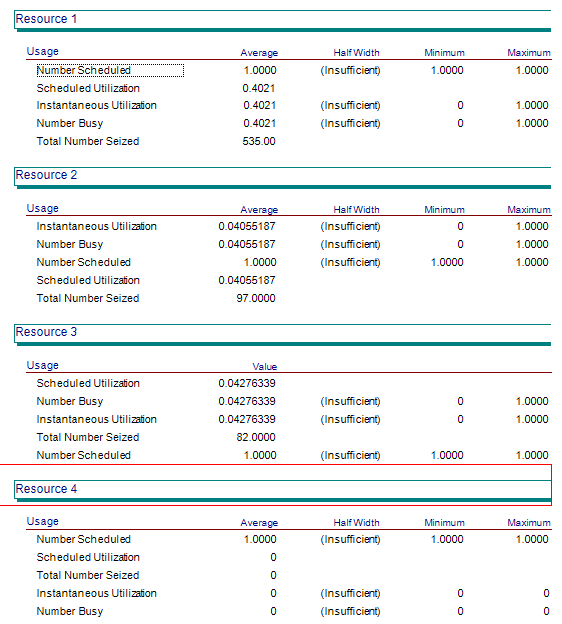 Resource 1
Usage Average Half Width Minimum Maximum
Number Scheduled 1.0000 (Insufficient) 1.0000 1.0000
Scheduled Utilization 0.4021
Instantaneous Utilization 0.4021 (Insufficient) 0 1.0000
Number Busy 0.4021 (Insufficient) 0 1.0000
Total Number Seized 535.00
Resource 2
Usage Average Half Width Minimum Maximum
Instantaneous Utilization 0.04055187 (Insufficient) 0 1.0000
Number Busy 0.04055187 (Insufficient) 0 1.0000
Number Scheduled 1.0000 (Insufficient) 1.0000 1.0000
Scheduled Utilization 0.04055187
Total Number Seized 97.0000
Resource 3
Usage Value
Scheduled Utilization 0.04276339
Number Busy 0.04276339 (Insufficient) 0 1.0000
Instantaneous Utilization 0.04276339 (Insufficient) 0 1.0000
Total Number Seized 82.0000
Number Scheduled 1.0000 (Insufficient) 1.0000 1.0000
Resource 4
Usage Average Half Width Minimum Maximum
Number Scheduled 1.0000 (Insufficient) 1.0000 1.0000
Scheduled Utilization 0
Total Number Seized 0
Instantaneous Utilization 0 (Insufficient) 0 0
Number Busy 0 (Insufficient) 0 0